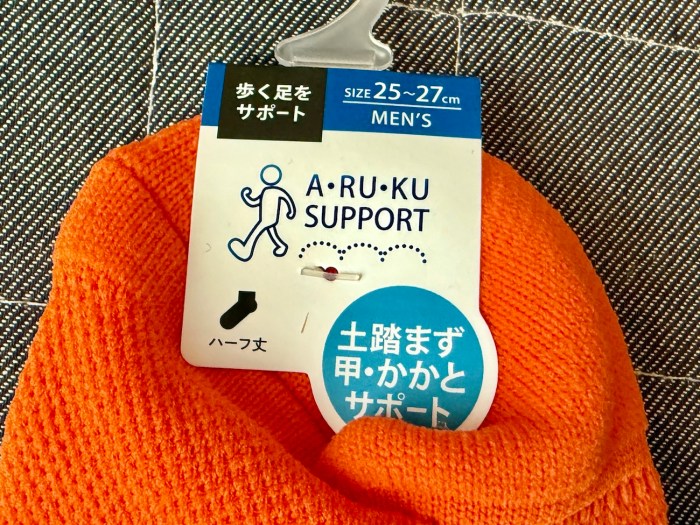 歩く足を
サポート
SIZE 25～27cm
MEN'S
A・RU・KU
SUPPORT
ハーフ丈
土踏まず
甲・かかと
サポート